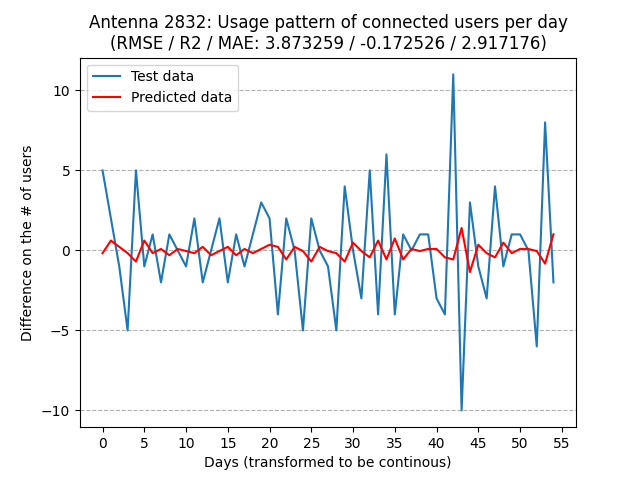 Antenna 2832: Usage pattern of connected users per day
(RMSE / R2 / MAE: 3.873259 / -0.172526 / 2.917176)
Test data
Predicted data
Difference on the # of users
10
5
0
−5
−10
0 5 10 15 20 25 30 35 40 45 50 55
Days (transformed to be continous)